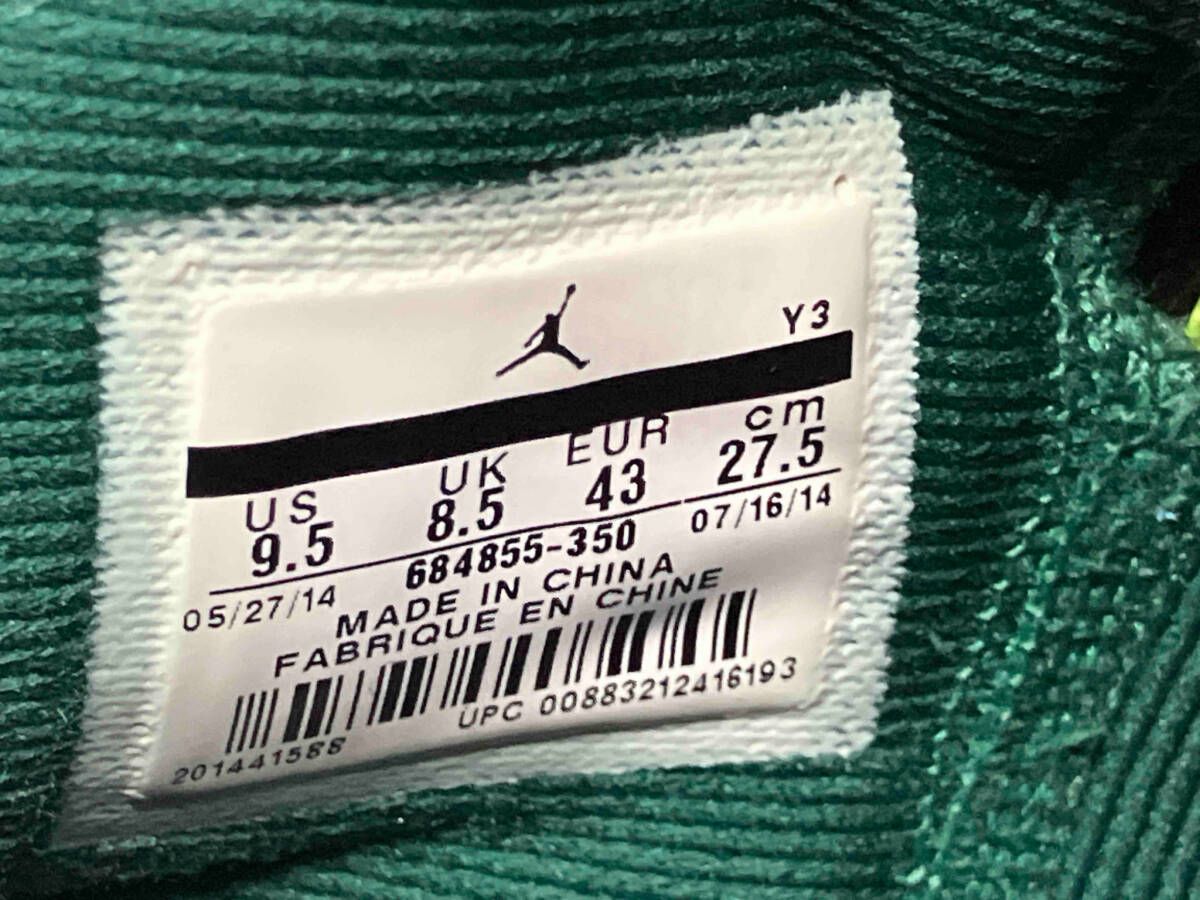 Y3
US UK EUR cm
9.5 8.5 43 27.5
05/27/14 684855-350 07/16/14
MADE IN CHINA
FABRIQUE EN CHINE
201441588 UPC 00883212416193